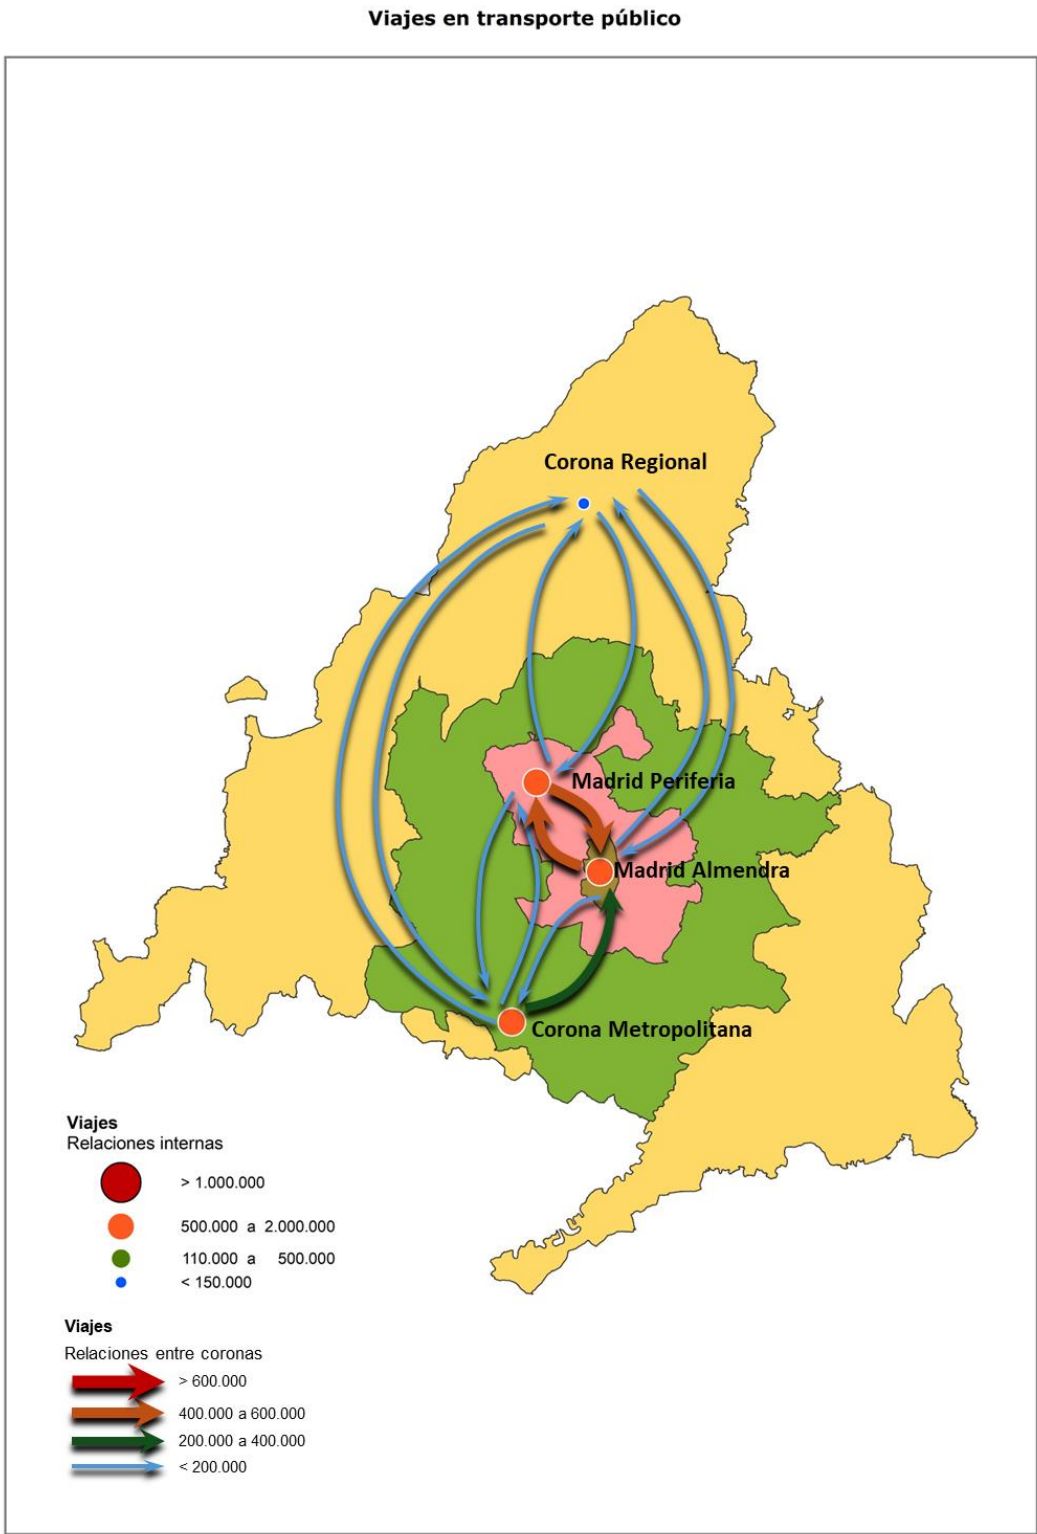 Viajes en transporte público
Corona Regional
Madrid Periferia
Madrid Almendra
Corona Metropolitana
Viajes
Relaciones internas
> 1.000.000
500.000 a 2.000.000
110.000 a 500.000
< 150.000
Viajes
Relaciones entre coronas
> 600.000
400.000 a 600.000
200.000 a 400.000
< 200.000